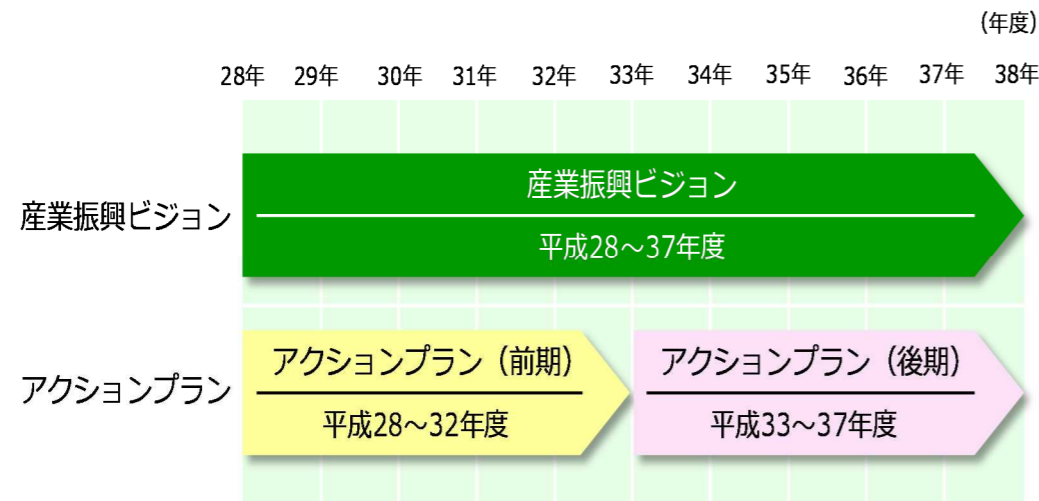 (年度)
28年 29年 30年 31年 32年 33年 34年 35年 36年 37年 38年
産業振興ビジョン
産業振興ビジョン
平成28～37年度
アクションプラン
アクションプラン（前期）
平成28～32年度
アクションプラン（後期）
平成33～37年度